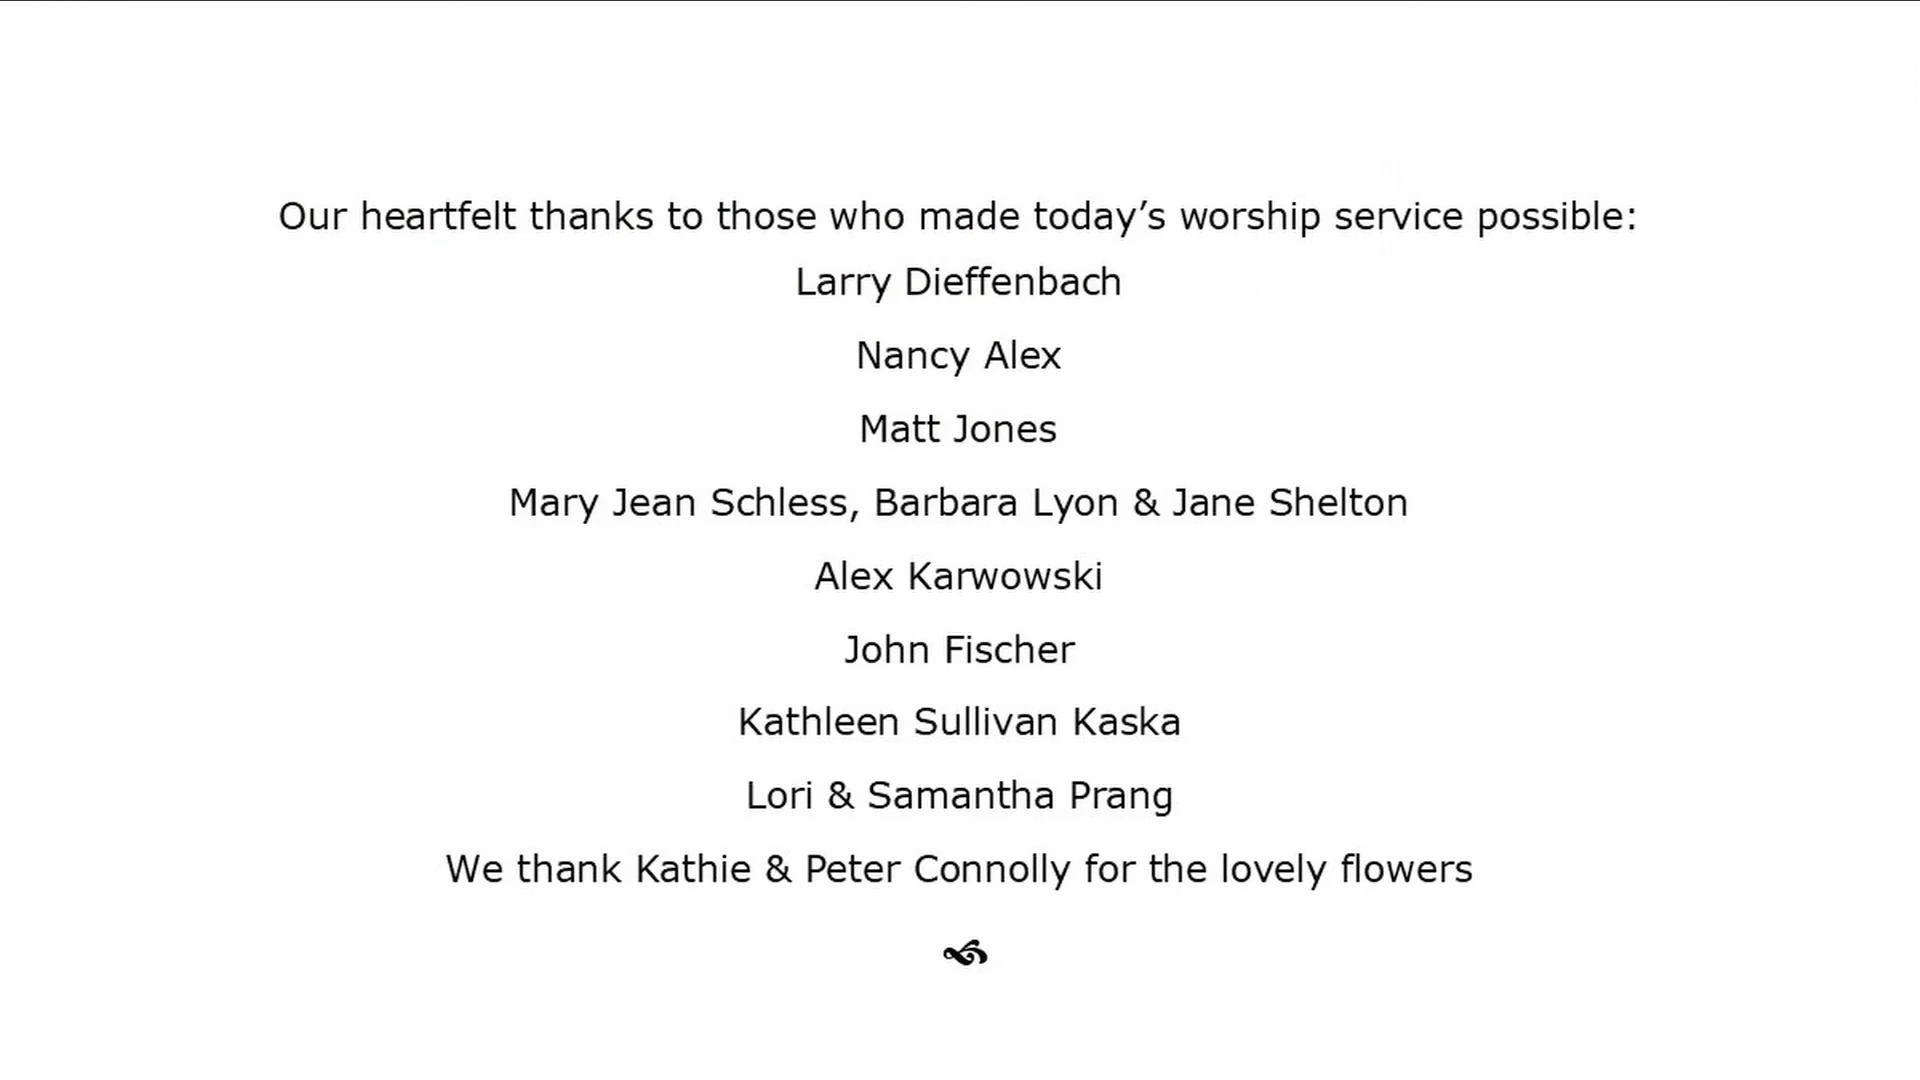 Our heartfelt thanks to those who made today’s worship service possible:
Larry Dieffenbach
Nancy Alex
Matt Jones
Mary Jean Schless, Barbara Lyon & Jane Shelton
Alex Karwowski
John Fischer
Kathleen Sullivan Kaska
Lori & Samantha Prang
We thank Kathie & Peter Connolly for the lovely flowers